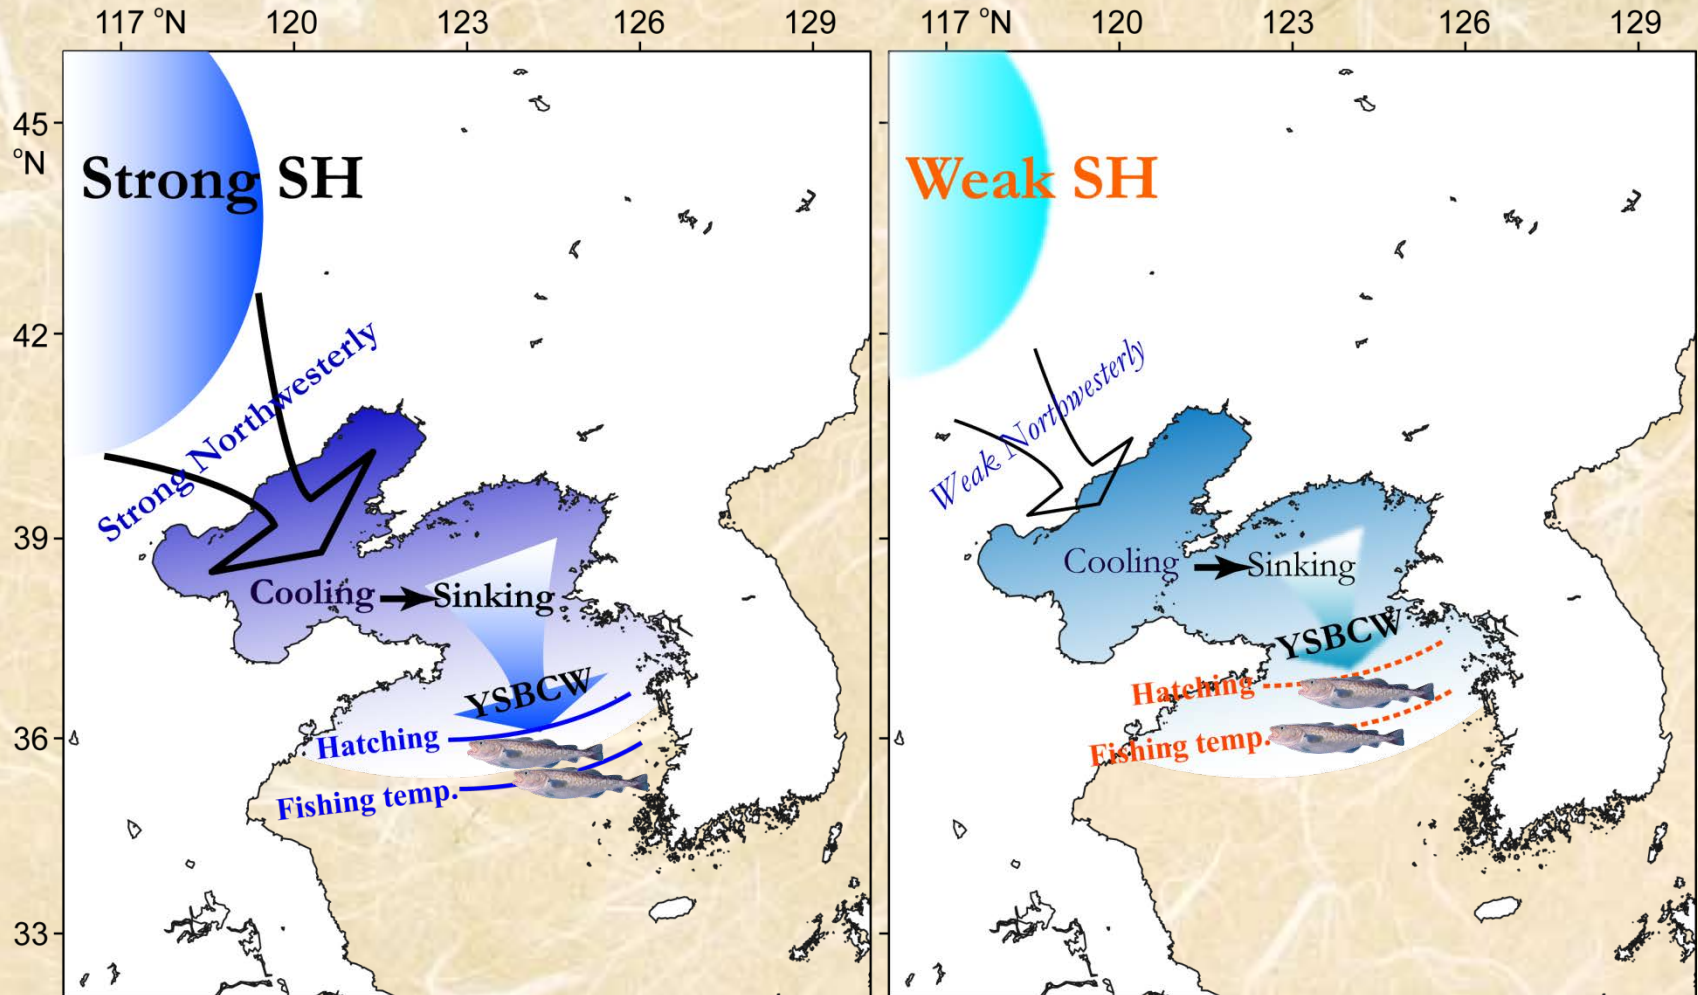 117 °N 120 123 126 129
117 °N 120 123 126 129
45
°N
42
39
36
33
Strong SH
Strong Northwesterly
Cooling
Sinking
YSBCW
Hatching
Fishing temp.
Weak SH
Weak Northwesterly
Cooling
Sinking
YSBCW
Hatching
Fishing temp.